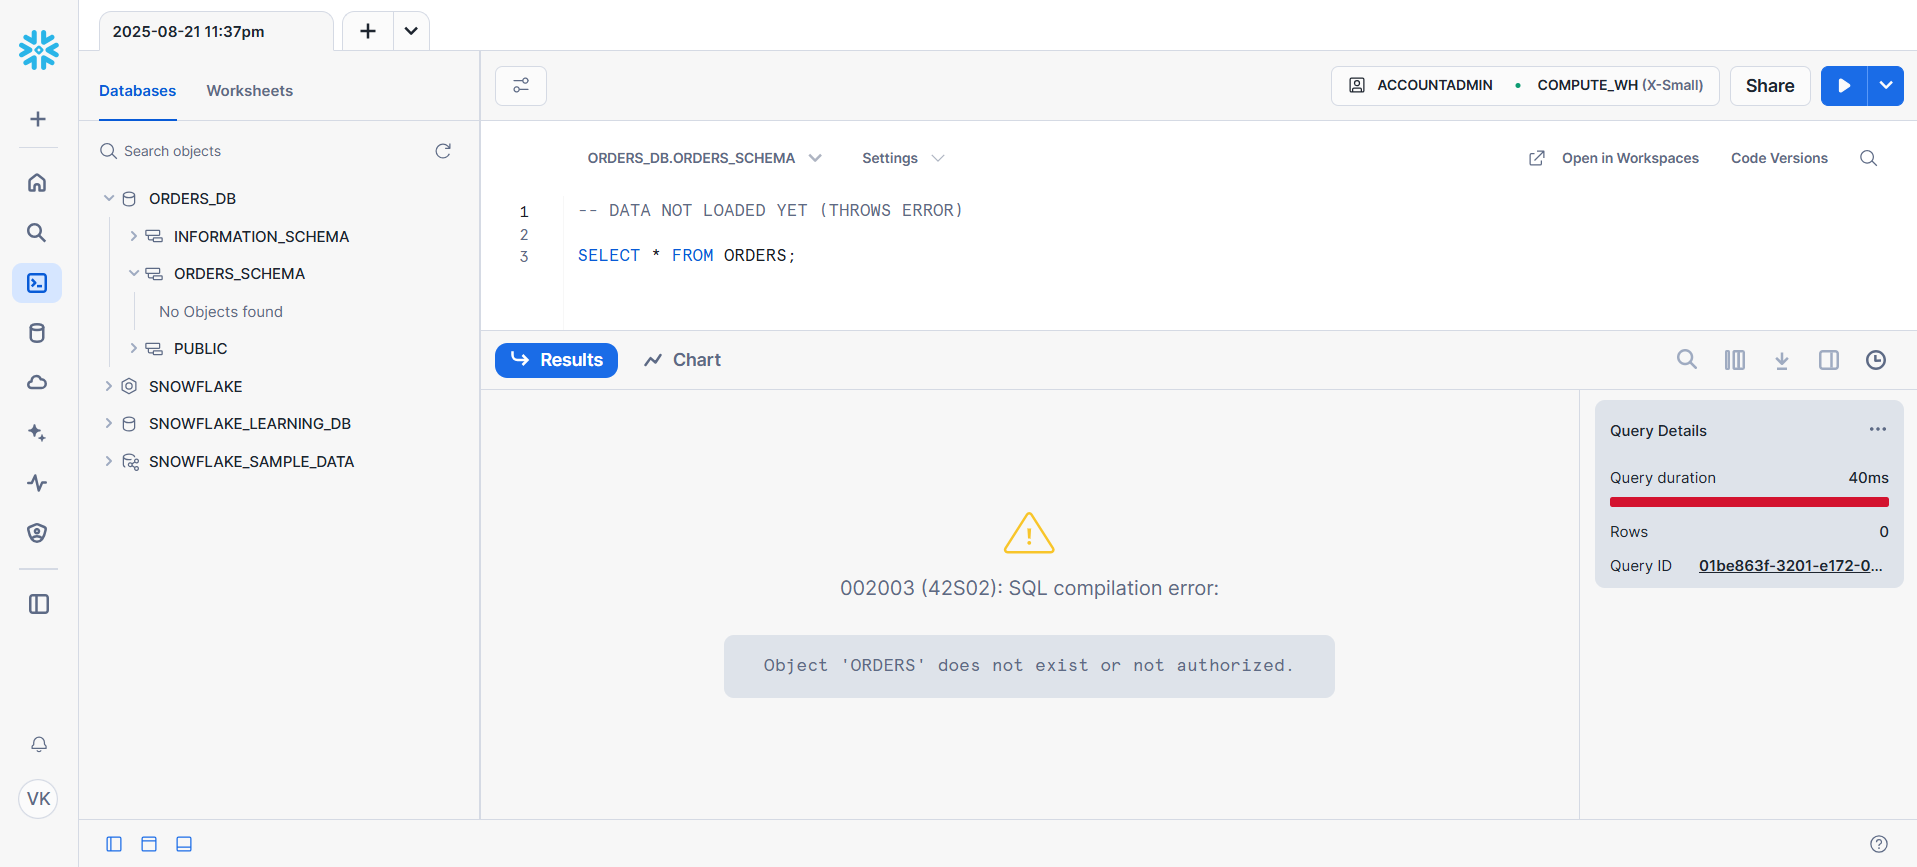 2025-08-21 11:37pm
Databases
Worksheets
ACCOUNTADMIN
COMPUTE_WH (X-Small)
Share
Search objects
ORDERS_DB
INFORMATION_SCHEMA
ORDERS_SCHEMA
No Objects found
PUBLIC
SNOWFLAKE
SNOWFLAKE_LEARNING_DB
SNOWFLAKE_SAMPLE_DATA
VK
ORDERS_DB.ORDERS_SCHEMA
Settings
Open in Workspaces
Code Versions
1 -- DATA NOT LOADED YET (THROWS ERROR)
2
3 SELECT * FROM ORDERS;
Results
Chart
002003 (42S02): SQL compilation error:
Object 'ORDERS' does not exist or not authorized.
Query Details
Query duration 40ms
Rows 0
Query ID 01be863f-3201-e172-0...